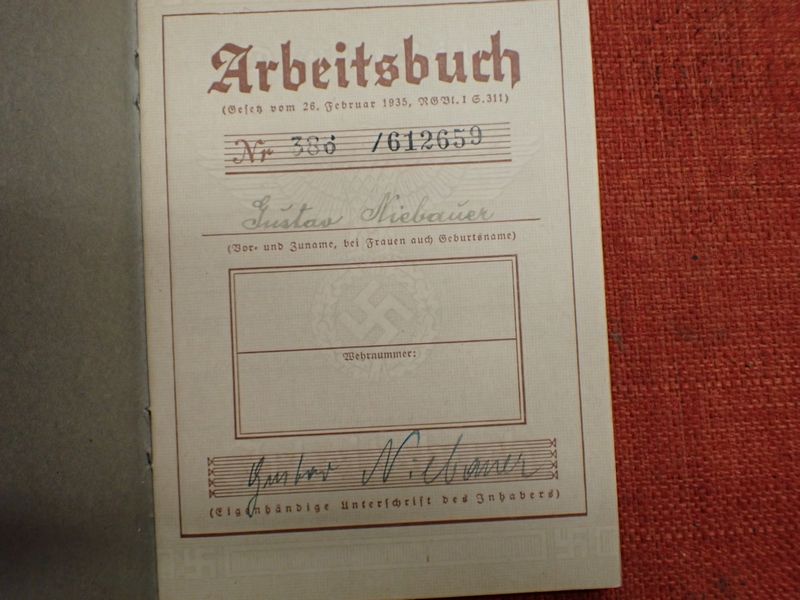 Arbeitsbuch
(Gesetz vom 26. Februar 1935, RGBl. I S. 311)
Nr 380 /612659
Gustav Niebauer
(Vor- und Zuname, bei Frauen auch Geburtsname)
Wehrnummer:
Gustav Niebauer
(Eigenhändige Unterschrift des Inhabers)